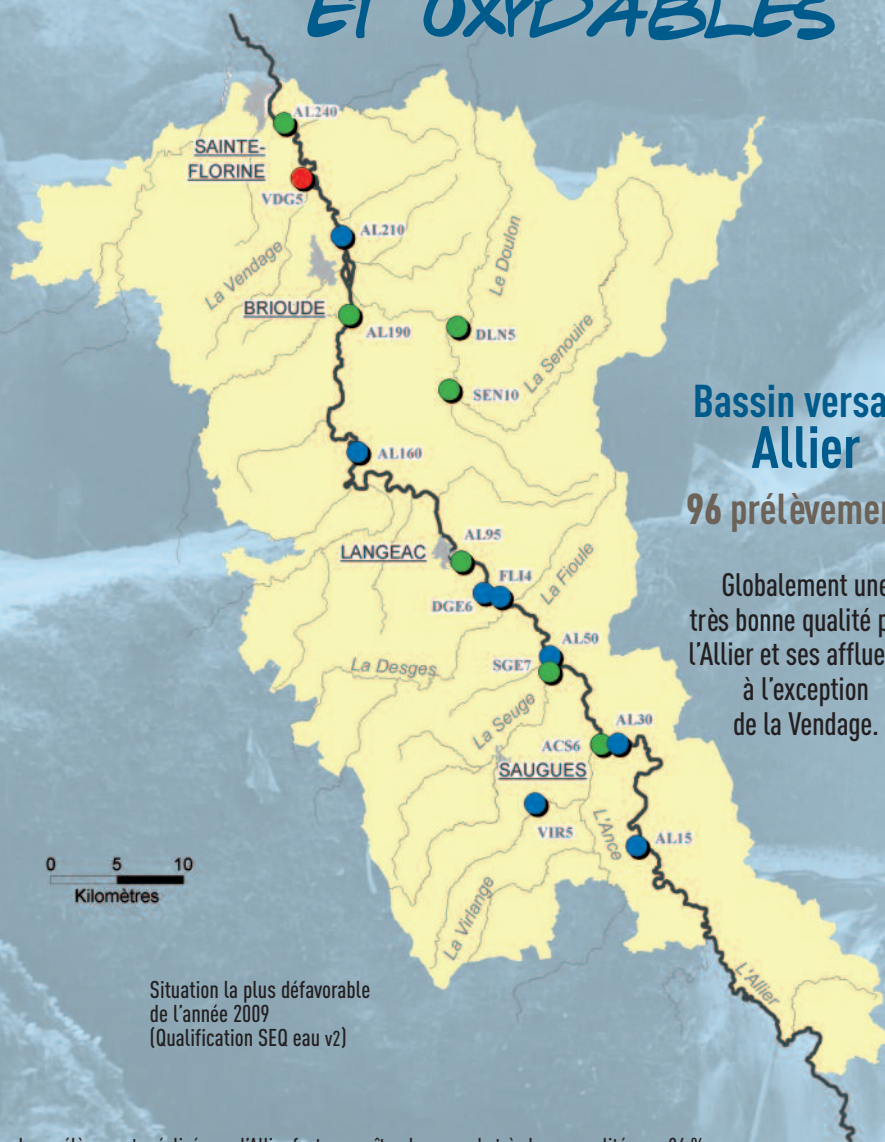 ET OXYDABLES
AL240
SAINTE-
FLORINE
VDG5
AL210
La Vendage
Le Doulon
BRIOUDE
AL190
DLN5
La Senouire
SEN10
AL160
Bassin versa
Allier
96 prélèvemen
LANGEAC
AL95
FLI4
La Fioule
DGE6
Globalement une
très bonne qualité p
l'Allier et ses afflue
à l'exception
de la Vendage.
AL50
SGE7
La Desges
La Seuge
AL30
ACS6
SAUGUES
VIR5
L'Ance
AL15
0 5 10
Kilomètres
La Virlange
L'Allier
Situation la plus défavorable
de l'année 2009
(Qualification SEQ eau v2)